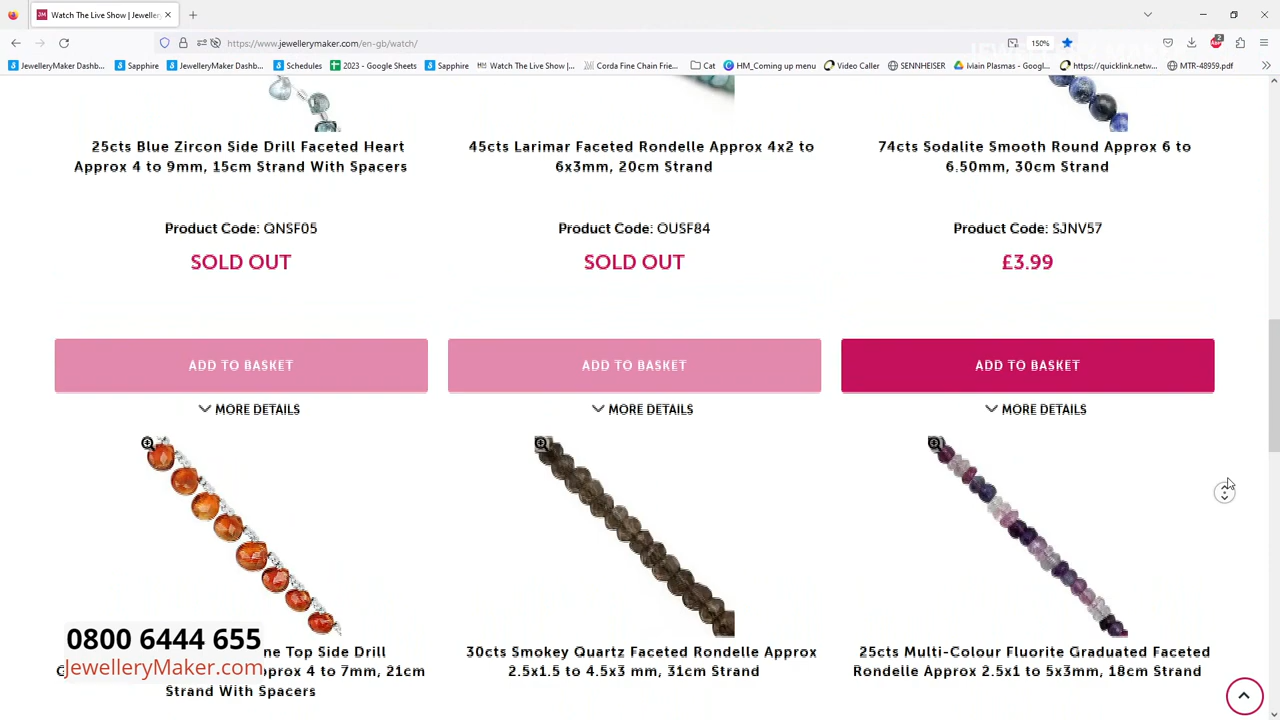 Watch The Live Show | Jeweller
https://www.jewellerymaker.com/en-gb/watch/
150%
JewelleryMaker Dashb...
Sapphire
JewelleryMaker Dashb...
Schedules
2023 - Google Sheets
Sapphire
Watch The Live Show |...
Corda Fine Chain Frie...
Cat
HM_Coming up menu
Video Caller
SENNHEISER
iviain Plasmas - Goog...
https://quicklink.netw...
MTR-48959.pdf
25cts Blue Zircon Side Drill Faceted Heart
Approx 4 to 9mm, 15cm Strand With Spacers
Product Code: QNSF05
SOLD OUT
ADD TO BASKET
MORE DETAILS
45cts Larimar Faceted Rondelle Approx 4x2 to
6x3mm, 20cm Strand
Product Code: OUSF84
SOLD OUT
ADD TO BASKET
MORE DETAILS
74cts Sodalite Smooth Round Approx 6 to
6.50mm, 30cm Strand
Product Code: SJNV57
£3.99
ADD TO BASKET
MORE DETAILS
0800 6444 655
JewelleryMaker.com
ne Top Side Drill
pprox 4 to 7mm, 21cm
Strand With Spacers
30cts Smokey Quartz Faceted Rondelle Approx
2.5x1.5 to 4.5x3 mm, 31cm Strand
25cts Multi-Colour Fluorite Graduated Faceted
Rondelle Approx 2.5x1 to 5x3mm, 18cm Strand